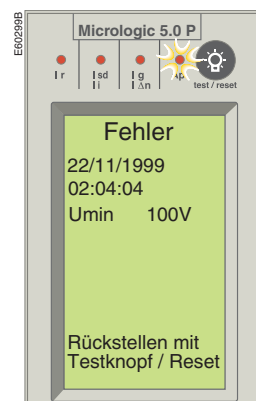 E60299B
Micrologic 5.0 P
Ir
Isd
Ii
Ig
I∆n
Ap
test / reset
Fehler
22/11/1999
02:04:04
Umin 100V
Rückstellen mit
Testknopf / Reset